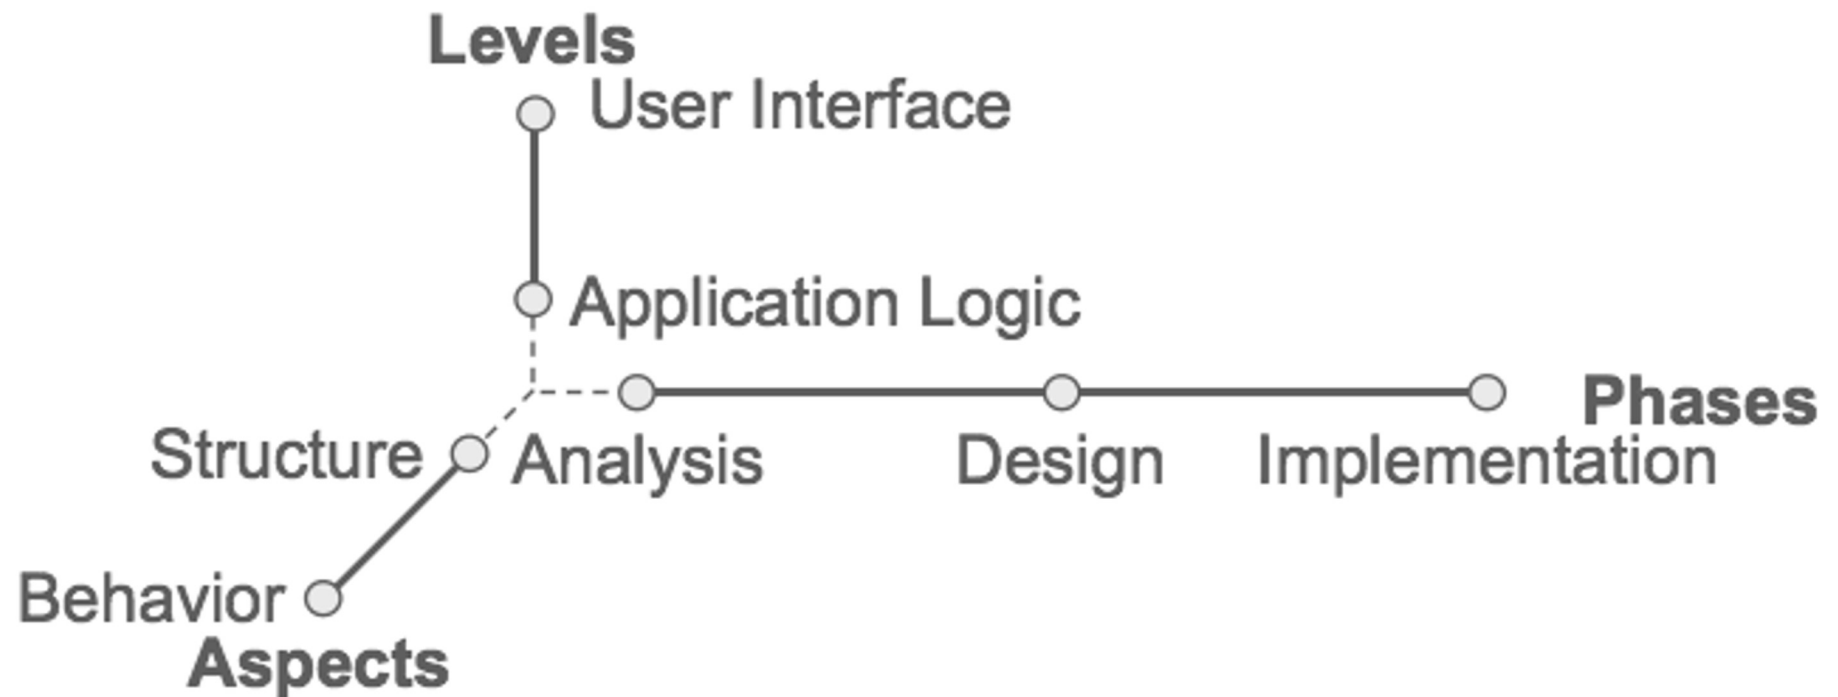 Levels
User Interface
Application Logic
Phases
Structure
Analysis
Design
Implementation
Behavior
Aspects